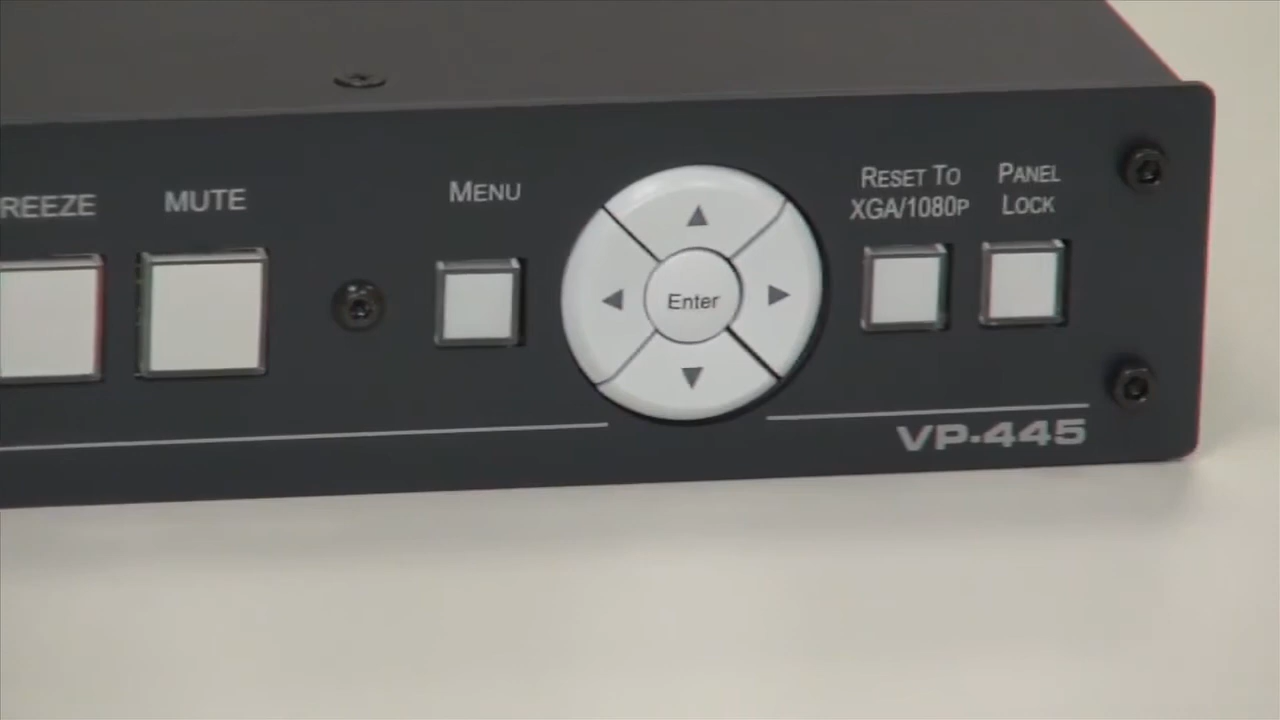 REEZE
MUTE
MENU
Enter
RESET TO
XGA/1080P
PANEL
LOCK
VP-445